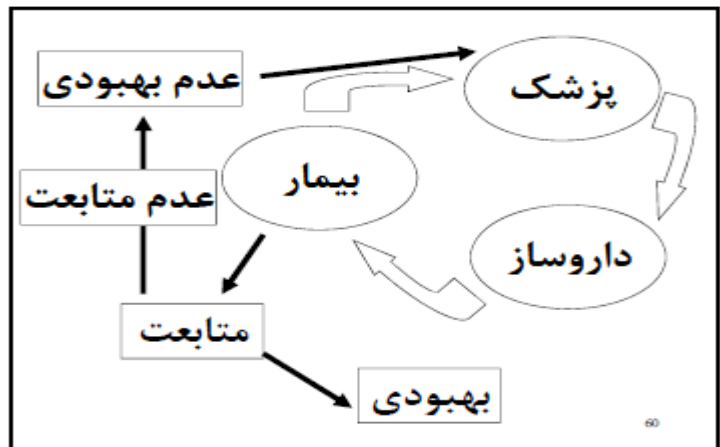 عدم بهبودی
پزشک
بیمار
عدم متابعت
داروساز
متابعت
بهبودی
60